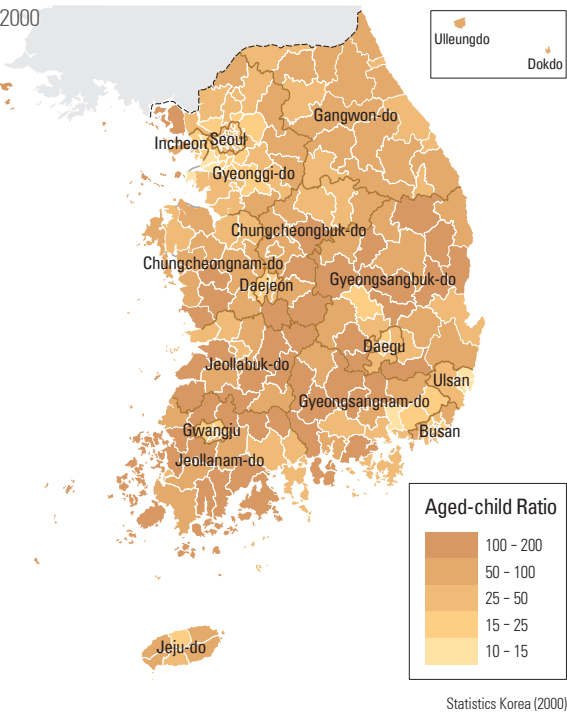 2000
Ulleungdo
Dokdo
Gangwon-do
Incheon
Seoul
Gyeonggi-do
Chungcheongbuk-do
Chungcheongnam-do
Gyeongsangbuk-do
Daejeon
Daegu
Jeollabuk-do
Ulsan
Gyeongsangnam-do
Gwangju
Busan
Jeollanam-do
Jeju-do
Aged-child Ratio
100 - 200
50 - 100
25 - 50
15 - 25
10 - 15
Statistics Korea (2000)